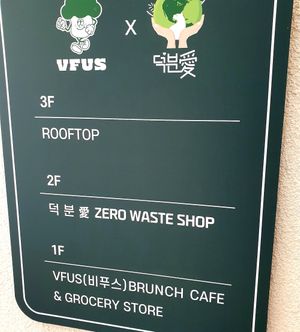 VFUS X 덕분愛
3F
ROOFTOP
2F
덕분愛 ZERO WASTE SHOP
1F
VFUS(비푸스)BRUNCH CAFE
& GROCERY STORE